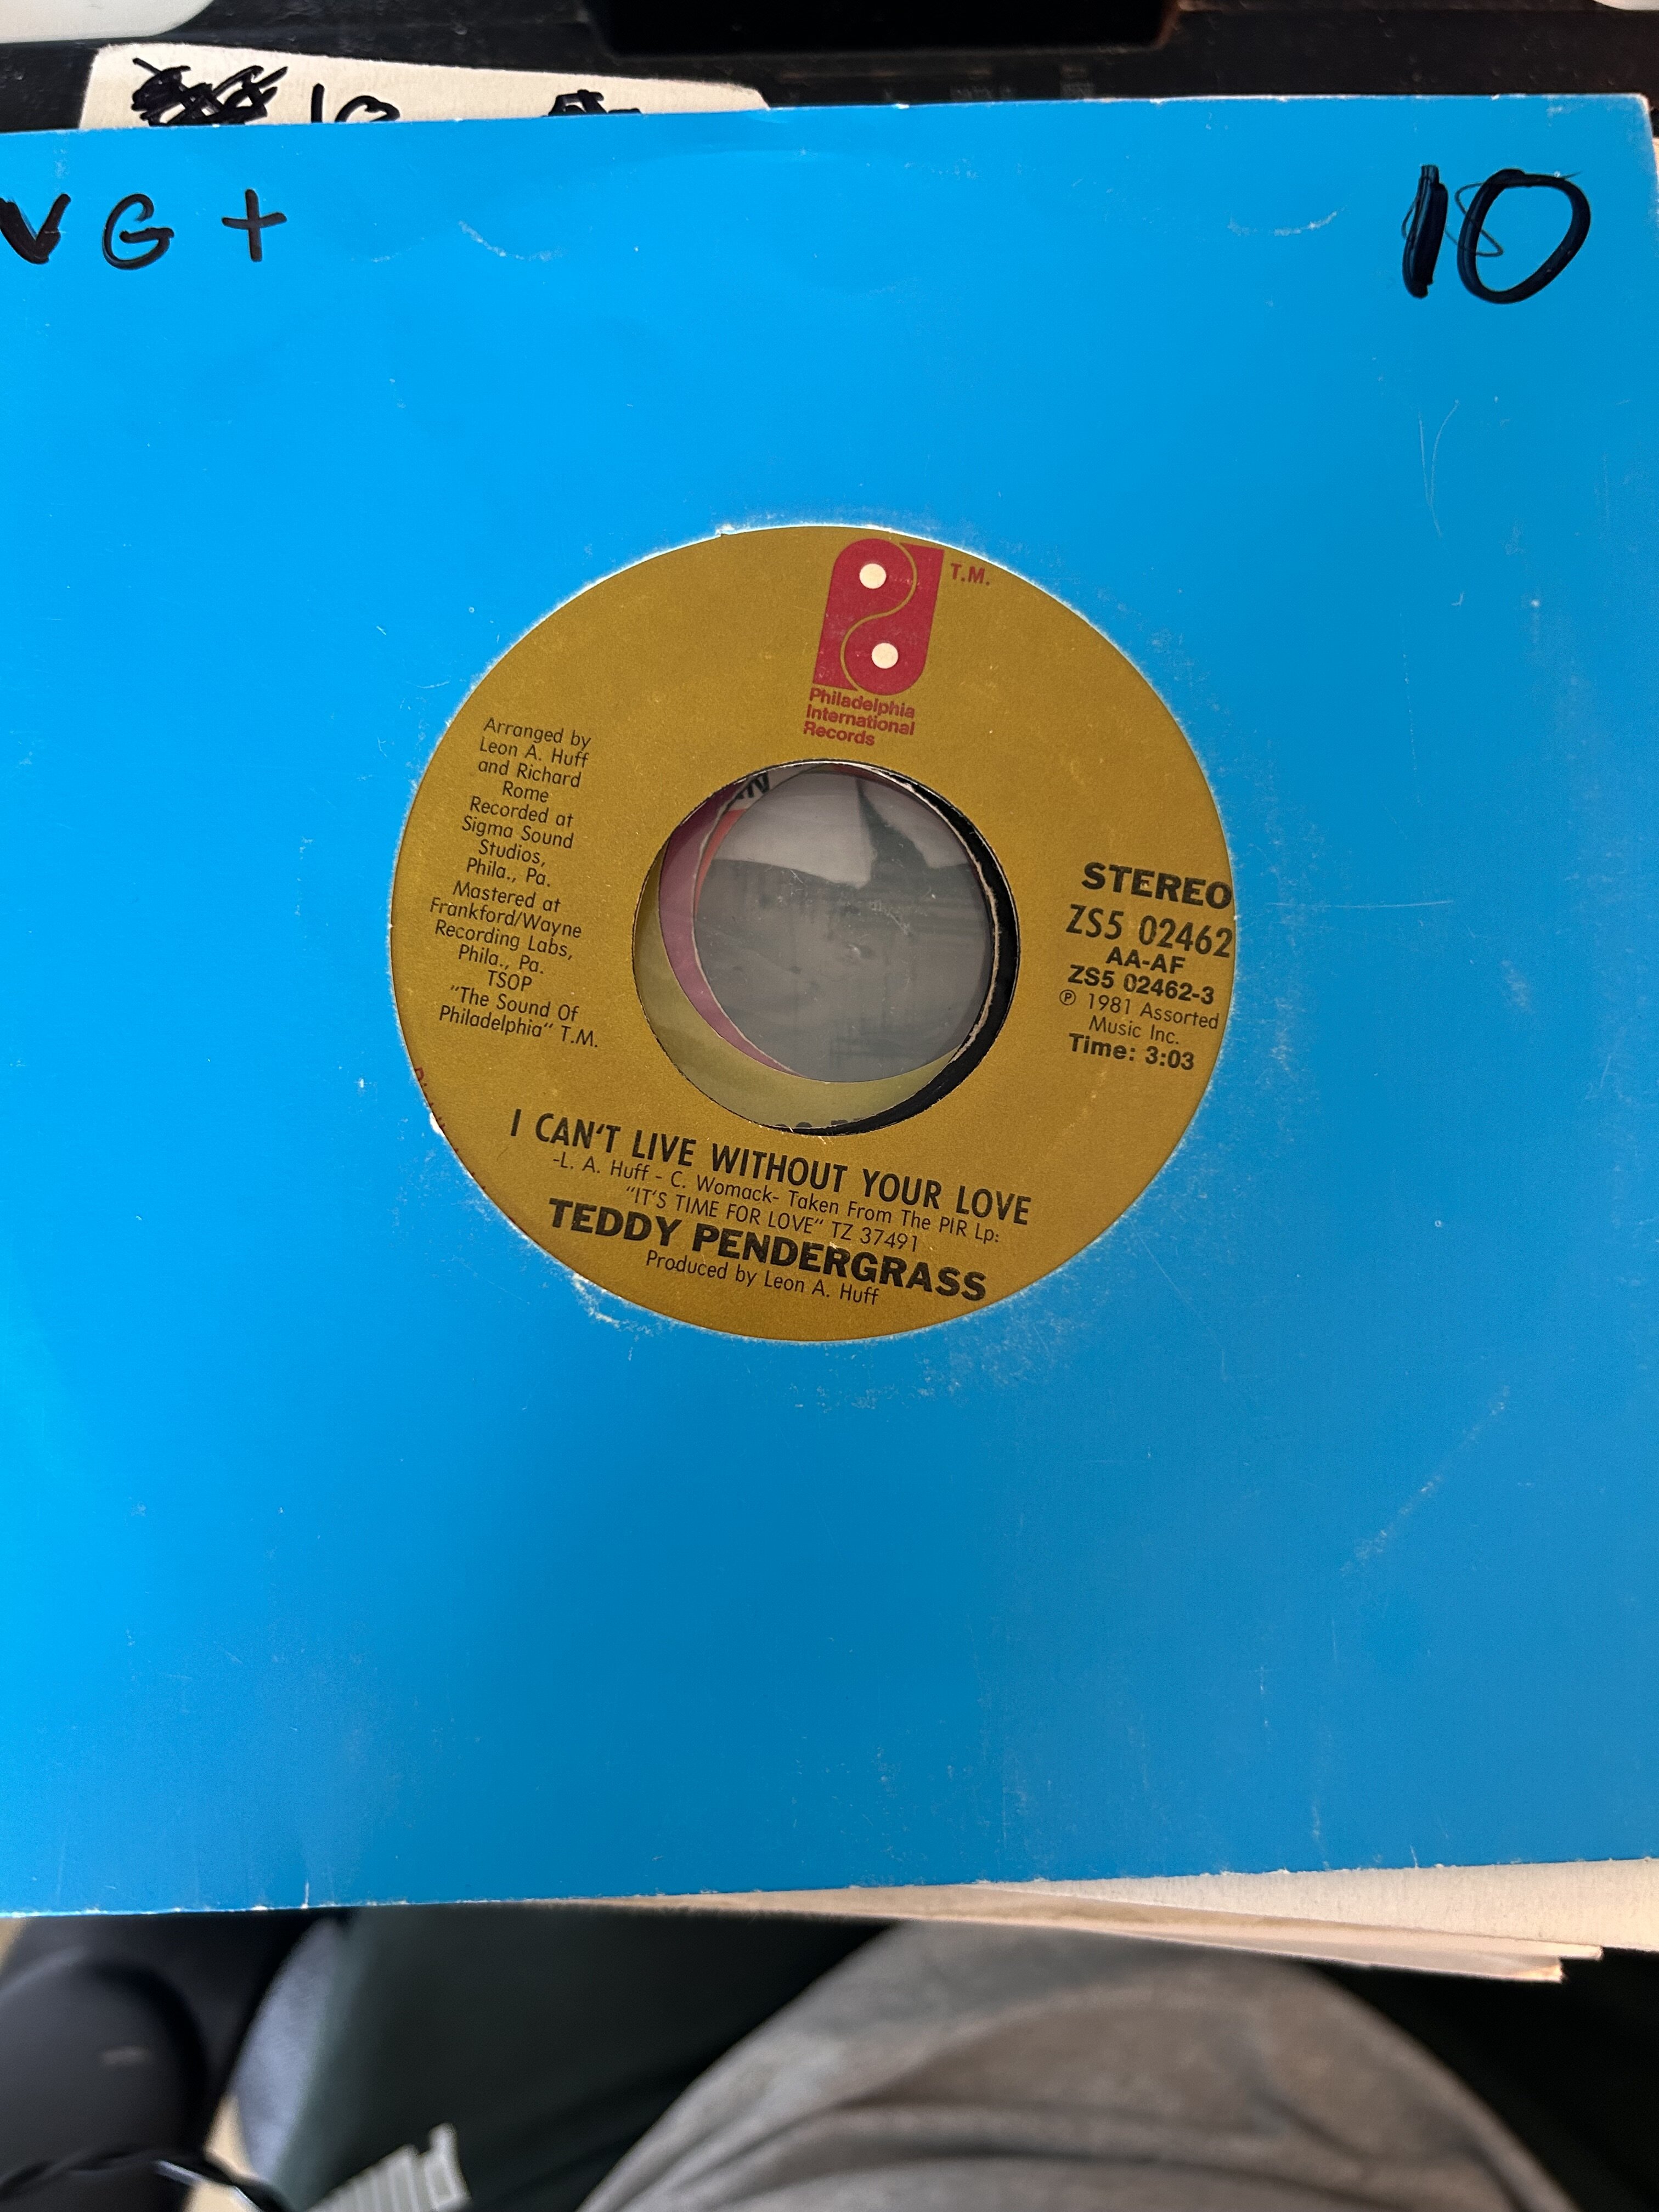 10
VG+
10
T.M.
Philadelphia
International
Records
Arranged by
Leon A. Huff
and Richard
Rome
Recorded at
Sigma Sound
Studios,
Phila., Pa.
Mastered at
Frankford/Wayne
Recording Labs,
Phila., Pa.
TSOP
"The Sound Of
Philadelphia" T.M.
STEREO
ZS5 02462
AA-AF
ZS5 02462-3
℗ 1981 Assorted
Music Inc.
Time: 3:03
I CAN'T LIVE WITHOUT YOUR LOVE
-L. A. Huff - C. Womack- Taken From The PIR Lp:
"IT'S TIME FOR LOVE" TZ 37491
TEDDY PENDERGRASS
Produced by Leon A. Huff